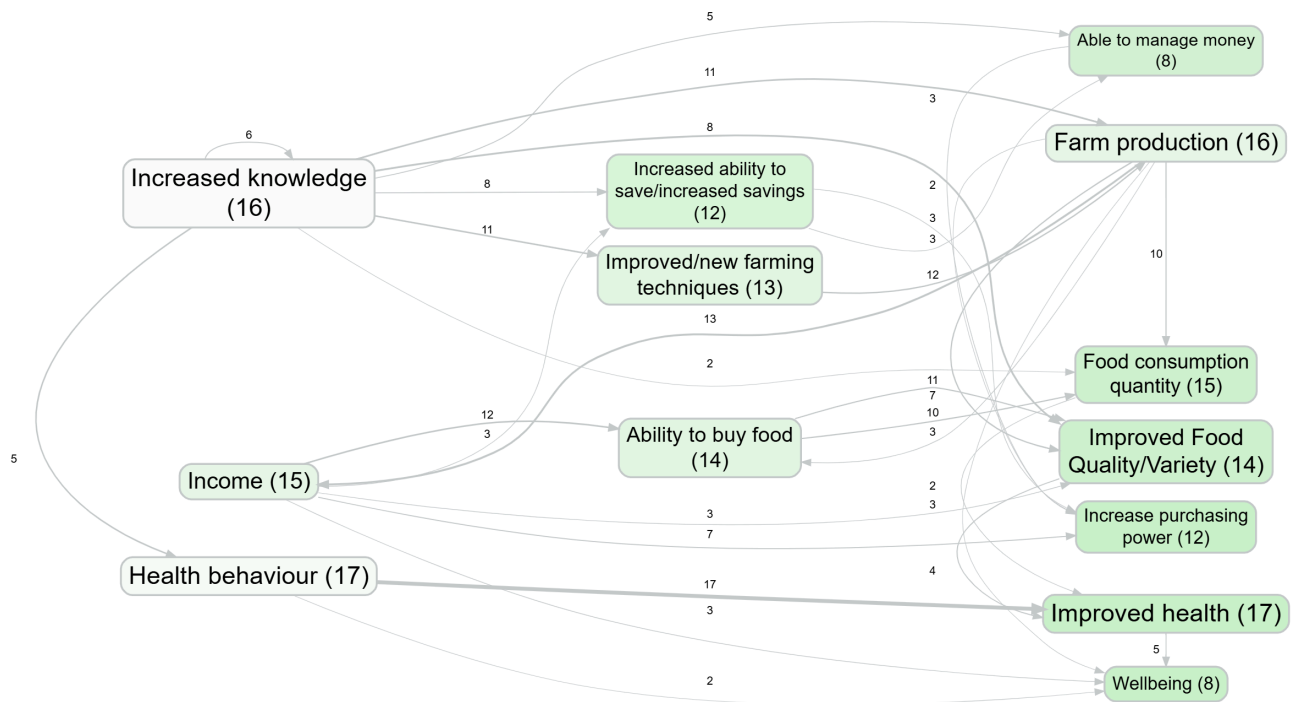 5
Able to manage money
(8)
11
3
Farm production (16)
6
8
Increased knowledge
(16)
Increased ability to
save/increased savings
(12)
8
2
3
3
11
Improved/new farming
techniques (13)
12
10
13
2
Food consumption
quantity (15)
11
7
10
3
12
3
Ability to buy food
(14)
Improved Food
Quality/Variety (14)
5
Income (15)
2
3
3
7
Increase purchasing
power (12)
Health behaviour (17)
17
4
3
Improved health (17)
5
2
Wellbeing (8)